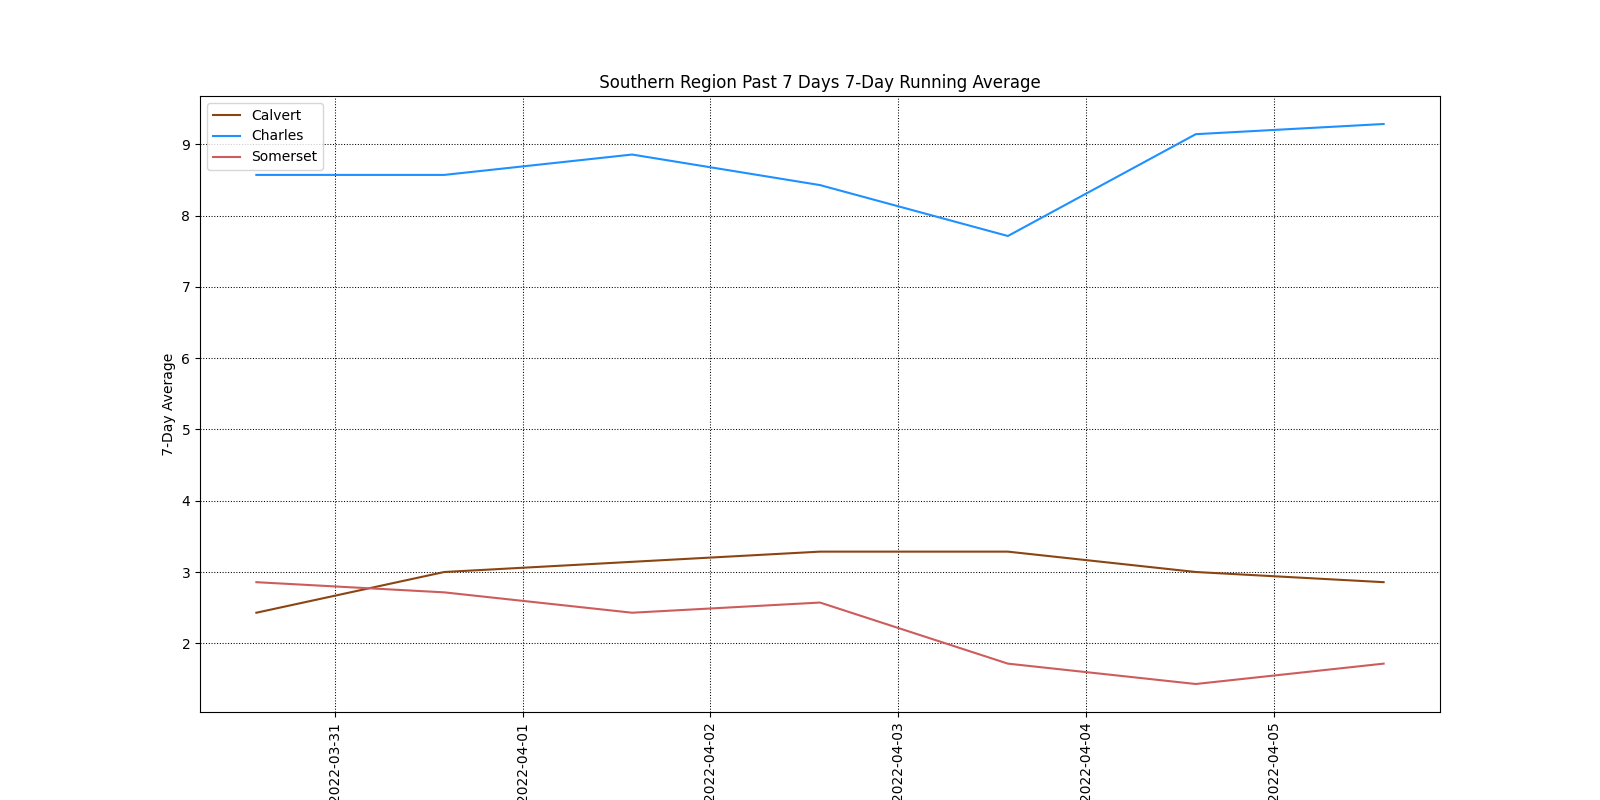 Southern Region Past 7 Days 7-Day Running Average
Calvert
Charles
Somerset
7-Day Average
9
8
7
6
5
4
3
2
2022-03-31
2022-04-01
2022-04-02
2022-04-03
2022-04-04
2022-04-05